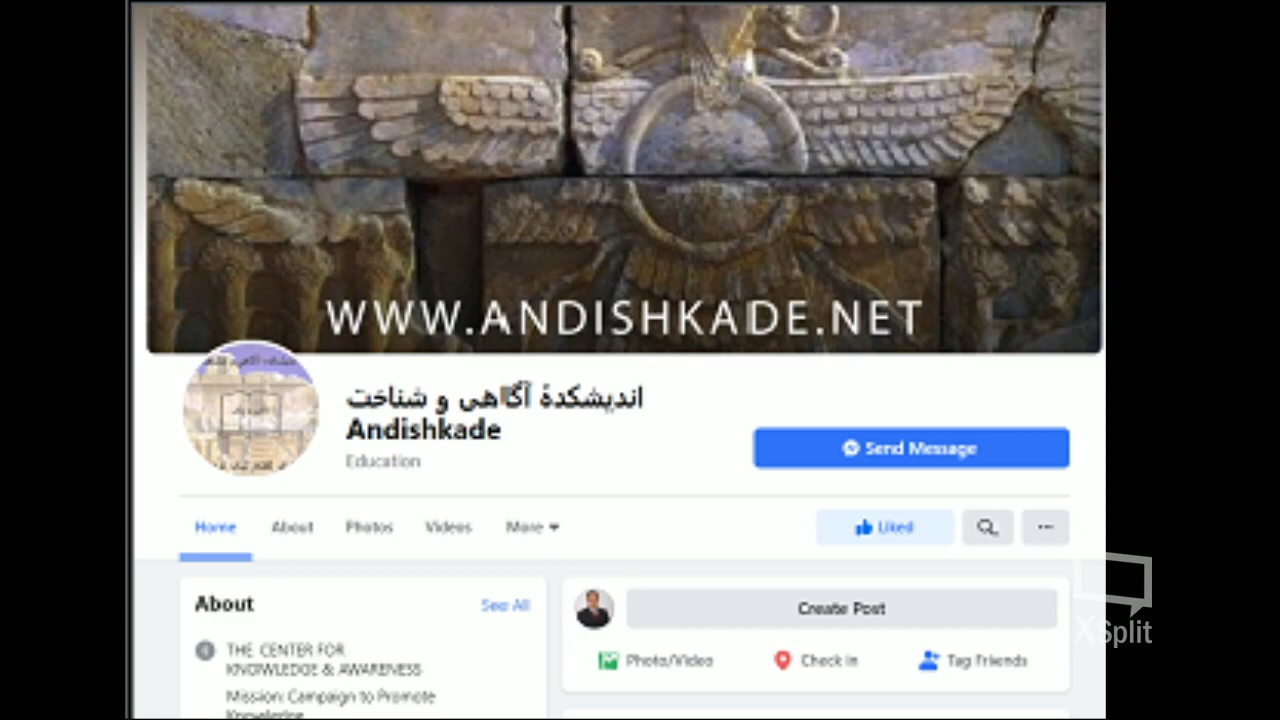 WWW.ANDISHKADE.NET
اندیشکدهٔ آگاهی و شناخت
Andishkade
Education
Send Message
Home
About
Photos
Videos
More
Liked
About
See All
THE CENTER FOR
KNOWLEDGE & AWARENESS
Mission: Campaign to Promote
Create Post
Photo/Video
Check in
Tag Friends
XSplit